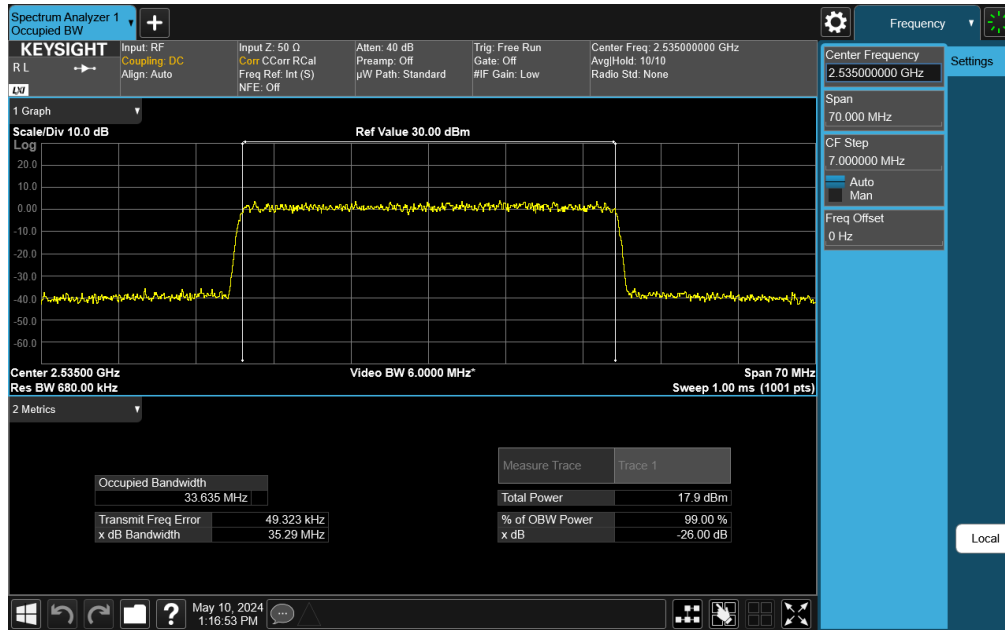 Spectrum Analyzer 1
Occupied BW
Frequency
KEYSIGHT
R L
LXI
Input: RF
Coupling: DC
Align: Auto
Input Z: 50 Ω
Corr CCorr RCal
Freq Ref: Int (S)
NFE: Off
Atten: 40 dB
Preamp: Off
µW Path: Standard
Trig: Free Run
Gate: Off
#IF Gain: Low
Center Freq: 2.535000000 GHz
Avg|Hold: 10/10
Radio Std: None
Center Frequency
2.535000000 GHz
Settings
Span
70.000 MHz
CF Step
7.000000 MHz
Auto
Man
Freq Offset
0 Hz
Local
1 Graph
Scale/Div 10.0 dB
Ref Value 30.00 dBm
Log
20.0
10.0
0.00
-10.0
-20.0
-30.0
-40.0
-50.0
-60.0
Center 2.53500 GHz
Video BW 6.0000 MHz*
Span 70 MHz
Res BW 680.00 kHz
Sweep 1.00 ms (1001 pts)
2 Metrics
Measure Trace
Trace 1
Occupied Bandwidth
33.635 MHz
Total Power
17.9 dBm
Transmit Freq Error
49.323 kHz
% of OBW Power
99.00 %
x dB Bandwidth
35.29 MHz
x dB
-26.00 dB
?
May 10, 2024
1:16:53 PM